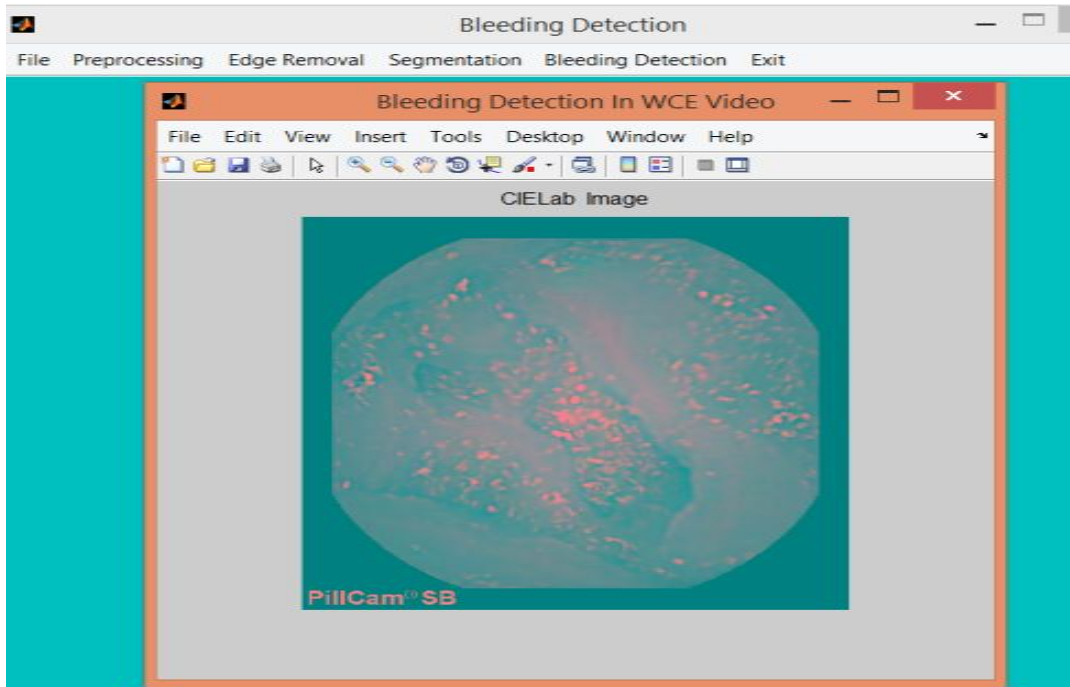 Bleeding Detection
File Preprocessing Edge Removal Segmentation Bleeding Detection Exit
Bleeding Detection In WCE Video
File Edit View Insert Tools Desktop Window Help
CIELab Image
PillCam SB